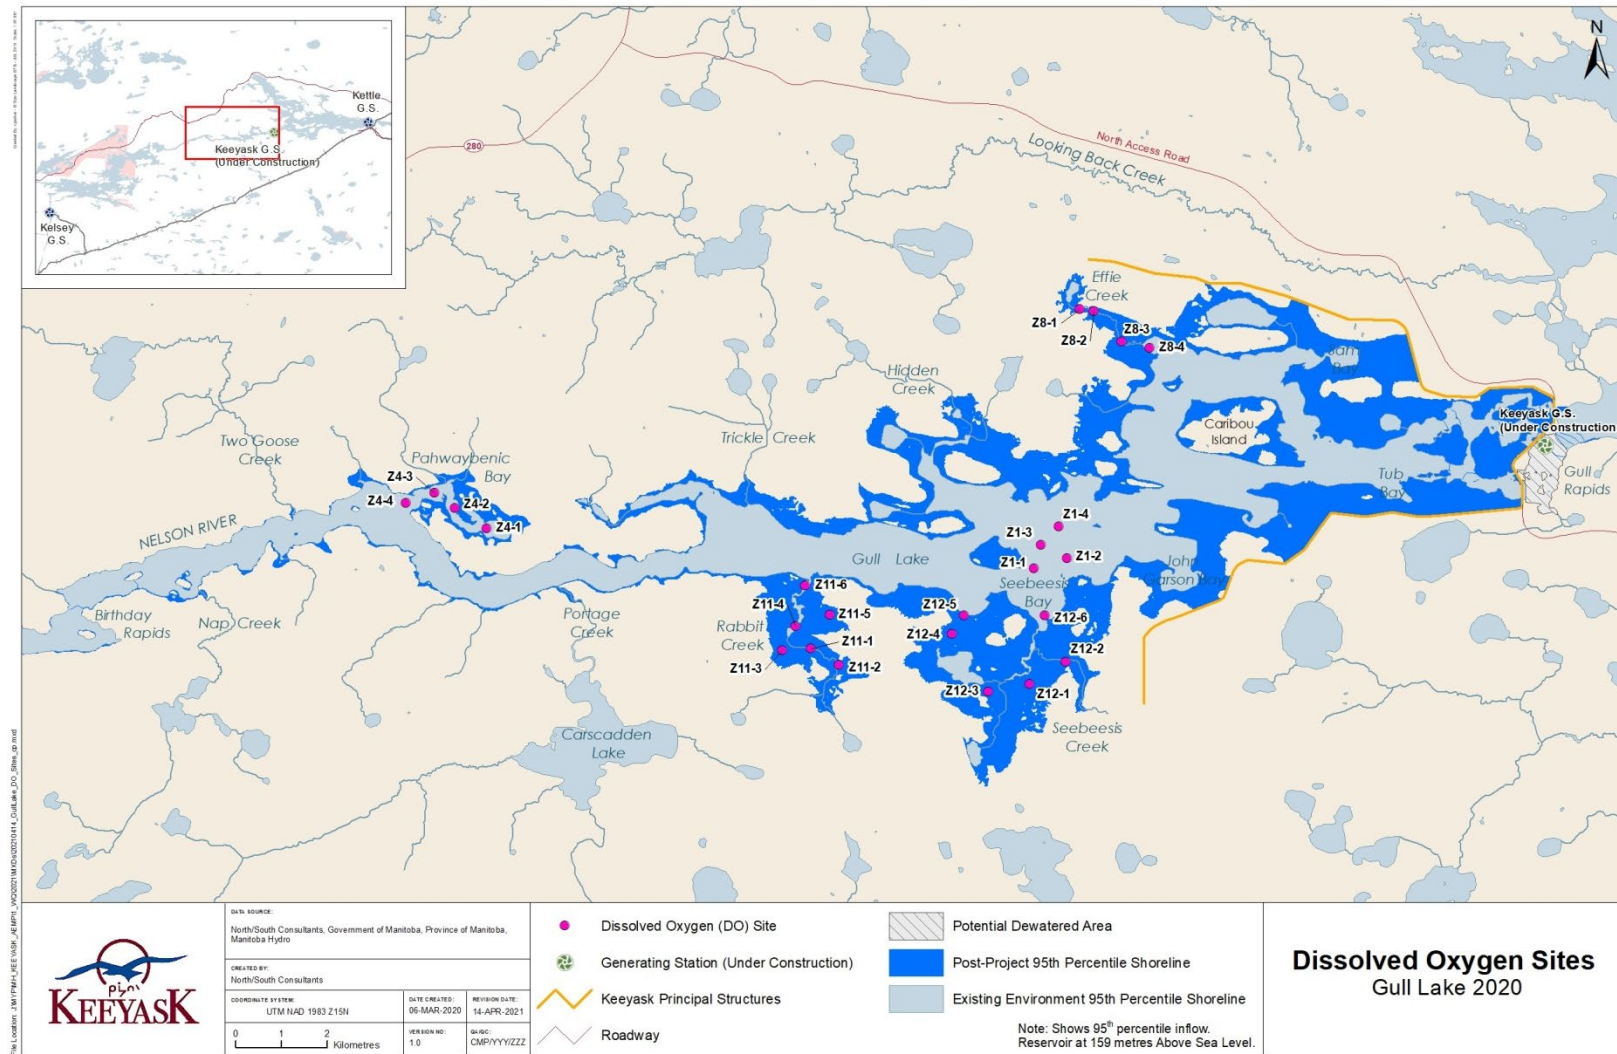 N
Kettle
G.S.
Keeyask G.S.
(Under Construction)
Kelsey
G.S.
280
North Access Road
Looking Back Creek
Effie
Creek
Z8-1
Z8-2
Z8-3
Z8-4
Hidden
Creek
Caribou
Island
Keeyask G.S.
(Under Construction
Gull
Rapids
Tub
Bay
Two Goose
Creek
Pahwaybenic
Bay
Trickle Creek
Z4-3
Z4-4
Z4-2
Z4-1
NELSON RIVER
Z1-4
Z1-3
Z1-2
Z1-1
Gull Lake
John
Garson Bay
Seebeesis
Bay
Birthday
Rapids
Nap Creek
Portage
Creek
Rabbit
Creek
Z11-6
Z11-4
Z11-5
Z11-1
Z11-3
Z11-2
Z12-5
Z12-4
Z12-6
Z12-2
Z12-3
Z12-1
Seebeesis
Creek
Carscadden
Lake
KEEYASK
DATA SOURCE:
North/South Consultants, Government of Manitoba, Province of Manitoba,
Manitoba Hydro
CREATED BY:
North/South Consultants
COORDINATE SYSTEM:
UTM NAD 1983 Z15N
DATE CREATED:
06-MAR-2020
REVISION DATE:
14-APR-2021
0 1 2 Kilometres
VERSION NO:
1.0
QA/QC:
CMP/YYY/ZZZ
Dissolved Oxygen (DO) Site
Generating Station (Under Construction)
Keeyask Principal Structures
Roadway
Potential Dewatered Area
Post-Project 95th Percentile Shoreline
Existing Environment 95th Percentile Shoreline
Note: Shows 95th percentile inflow.
Reservoir at 159 metres Above Sea Level.
Dissolved Oxygen Sites
Gull Lake 2020